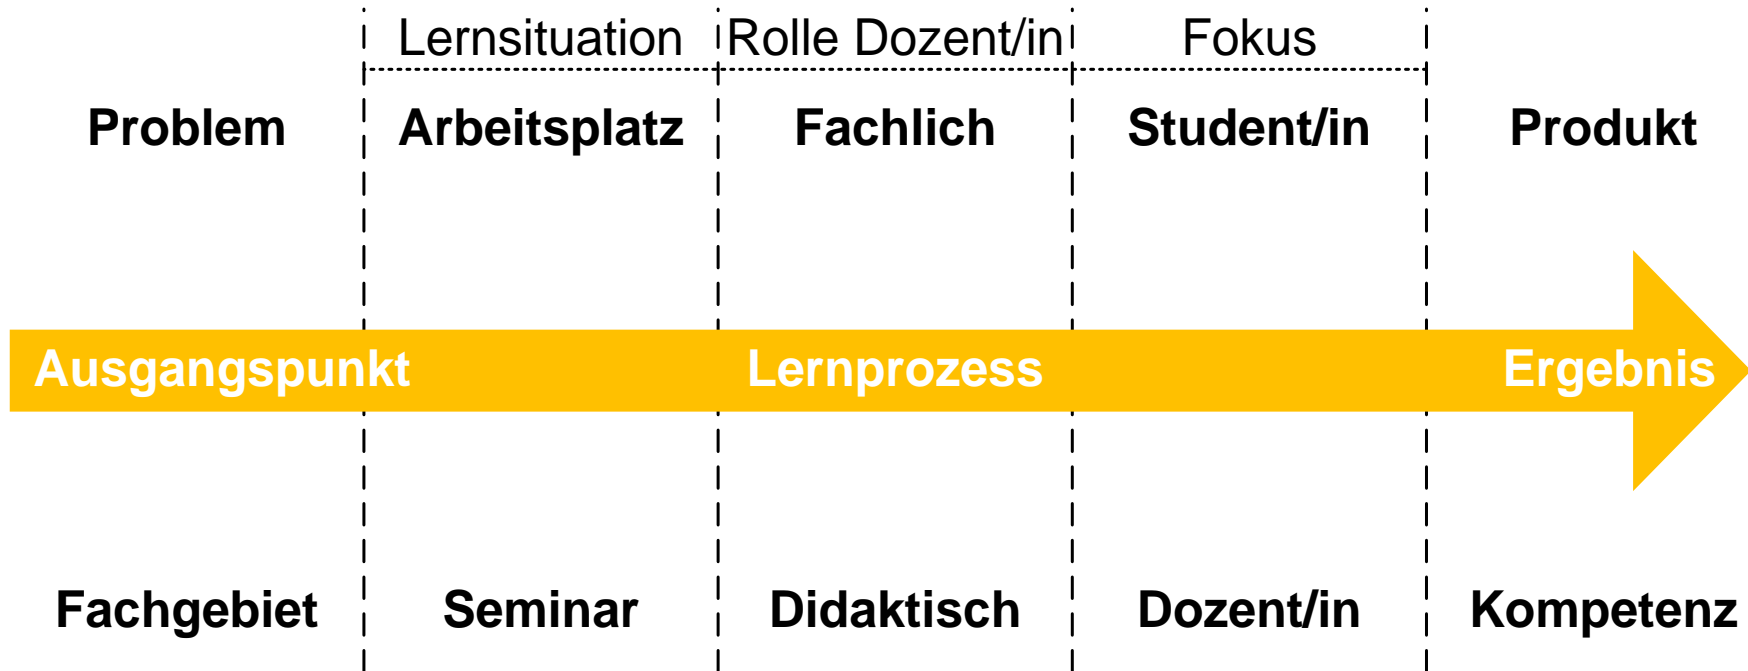 Lernsituation Rolle Dozent/in Fokus
Problem Arbeitsplatz Fachlich Student/in Produkt
Ausgangspunkt Lernprozess Ergebnis
Fachgebiet Seminar Didaktisch Dozent/in Kompetenz